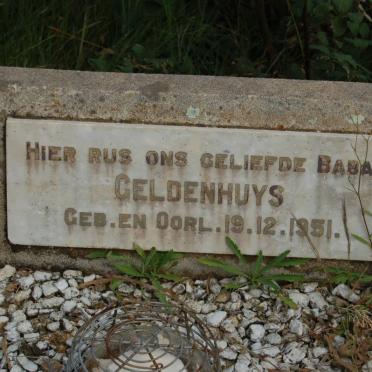 HIER RUS ONS GELIEFDE BABA
GELDENHUYS
GEB. EN OORL. 19.12.1951.